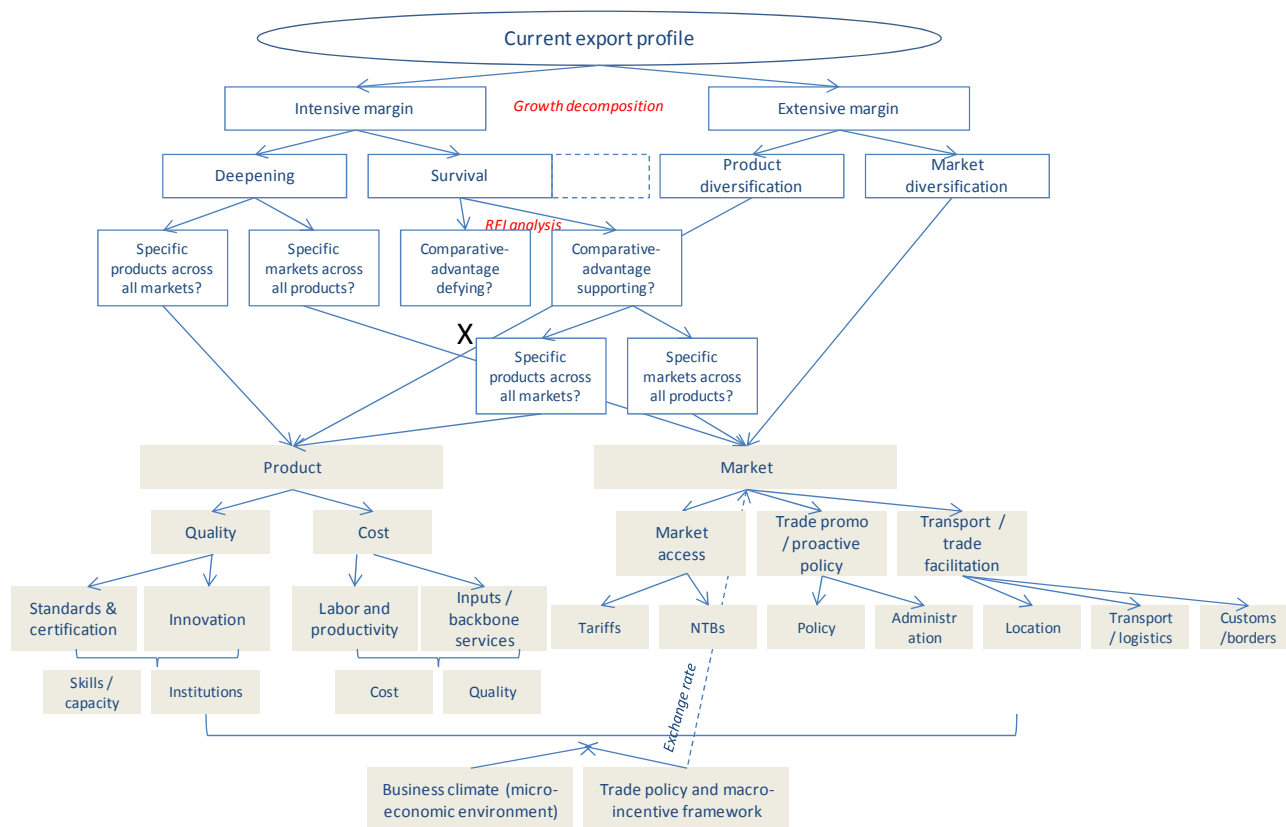 Current export profile
Intensive margin
Growth decomposition
Extensive margin
Deepening
Survival
Product
diversification
Market
diversification
RFI analysis
Specific
products across
all markets?
Specific
markets across
all products?
Comparative-
advantage
defying?
Comparative-
advantage
supporting?
X
Specific
products across
all markets?
Specific
markets across
all products?
Product
Market
Quality
Cost
Market
access
Trade promo
/ proactive
policy
Transport /
trade
facilitation
Standards &
certification
Innovation
Labor and
productivity
Inputs /
backbone
services
Tariffs
NTBs
Policy
Administr
ation
Location
Transport
/ logistics
Customs
/borders
Skills /
capacity
Institutions
Cost
Quality
Exchange rate
Business climate (micro-
economic environment)
Trade policy and macro-
incentive framework